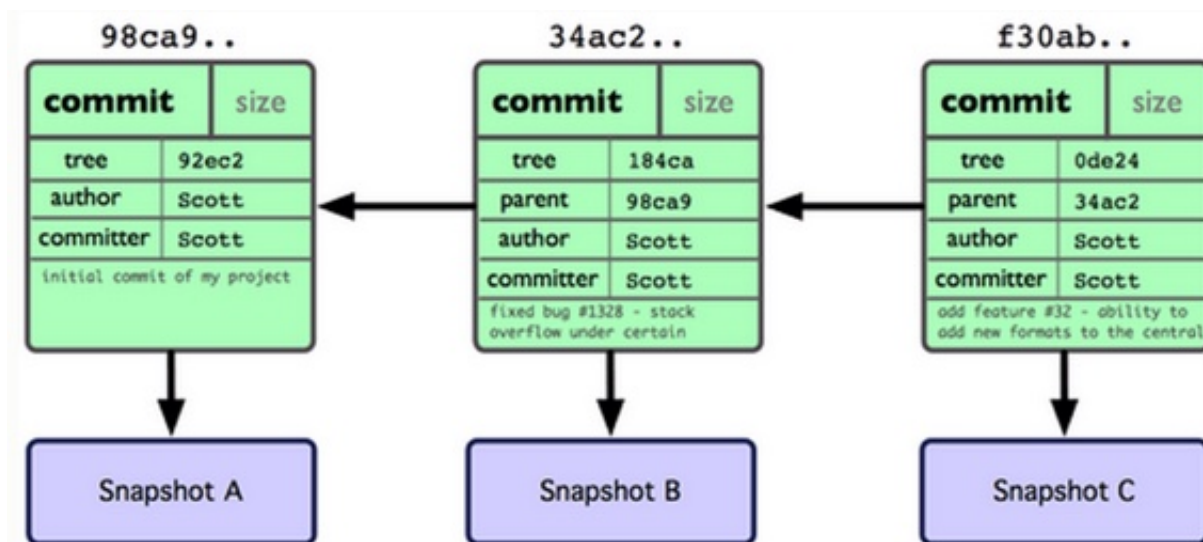 98ca9..
commit size
tree 92ec2
author Scott
committer Scott
initial commit of my project
Snapshot A
34ac2..
commit size
tree 184ca
parent 98ca9
author Scott
committer Scott
fixed bug #1328 - stack
overflow under certain
Snapshot B
f30ab..
commit size
tree 0de24
parent 34ac2
author Scott
committer Scott
add feature #32 - ability to
add new formats to the central
Snapshot C